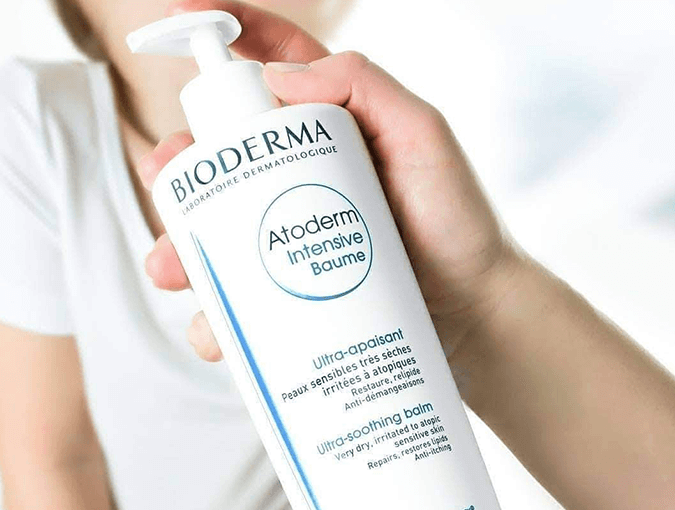 BIODERMA
LABORATOIRE DERMATOLOGIQUE
Atoderm
Intensive
Baume
Ultra-apaisant
Peaux sensibles très sèches
irritées à atopiques
Restaure, relipide
Anti-démangeaisons
Ultra-soothing balm
Very dry, irritated to atopic
sensitive skin
Repairs, restores lipids
Anti-itching